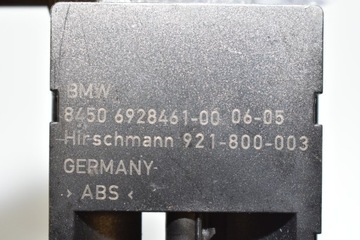 BMW
8450 6928461-00 06-05
Hirschmann 921-800-003
GERMANY
> ABS <